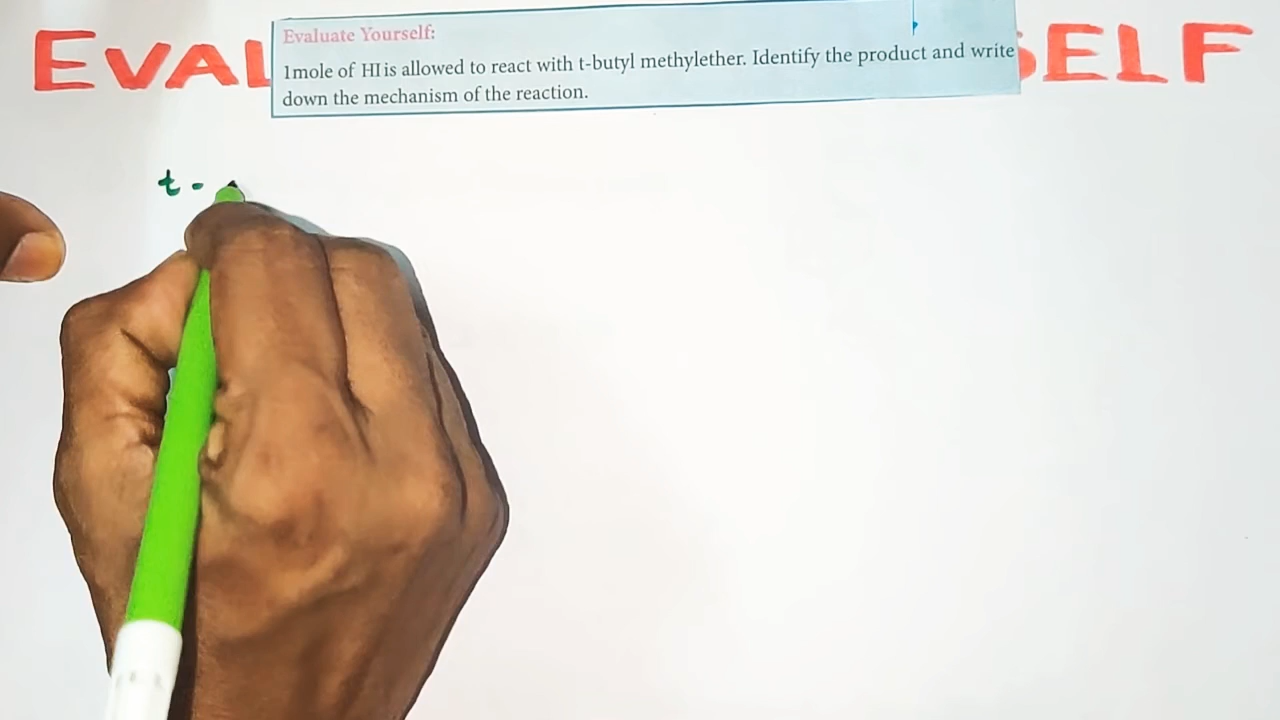 EVAL
ELF
Evaluate Yourself:
1mole of HI is allowed to react with t-butyl methylether. Identify the product and write
down the mechanism of the reaction.
t -